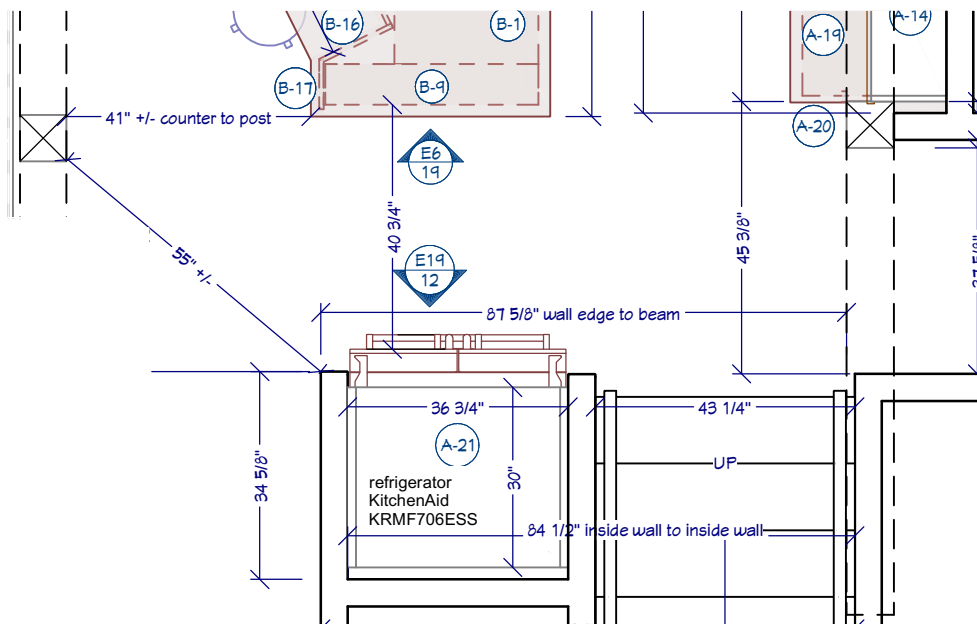 B-16
B-1
A-19
A-14
B-17
B-9
41" +/- counter to post
A-20
E6
19
40 3/4"
45 3/8"
55" +/-
E19
12
87 5/8" wall edge to beam
36 3/4"
43 1/4"
A-21
UP
34 5/8"
30"
refrigerator
KitchenAid
KRMF706ESS
84 1/2" inside wall to inside wall